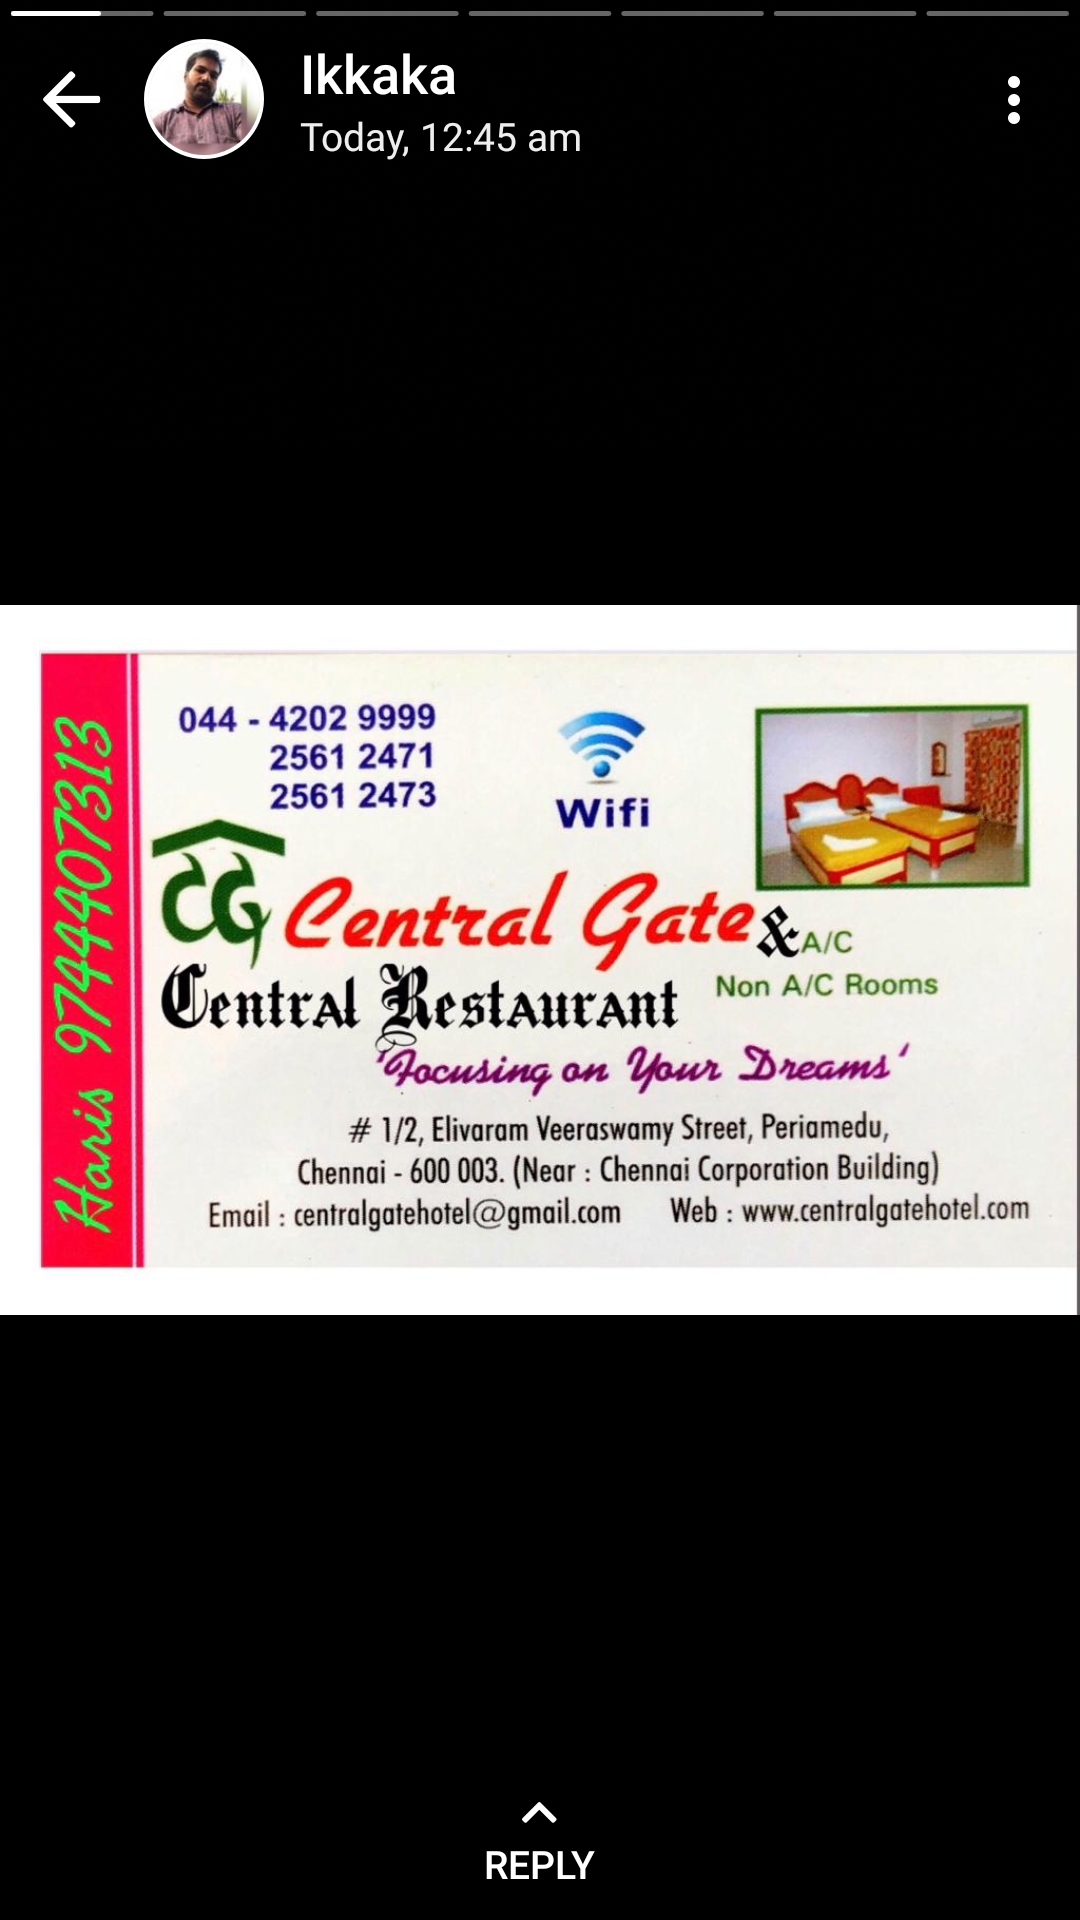 Ikkaka
Today, 12:45 am
Haris 9744407313
044 - 4202 9999
2561 2471
2561 2473
Wifi
CG Central Gate &
A/C
Non A/C Rooms
Central Restaurant
'Focusing on Your Dreams'
# 1/2, Elivaram Veeraswamy Street, Periamedu,
Chennai - 600 003. (Near : Chennai Corporation Building)
Email : centralgatehotel@gmail.com Web : www.centralgatehotel.com
REPLY